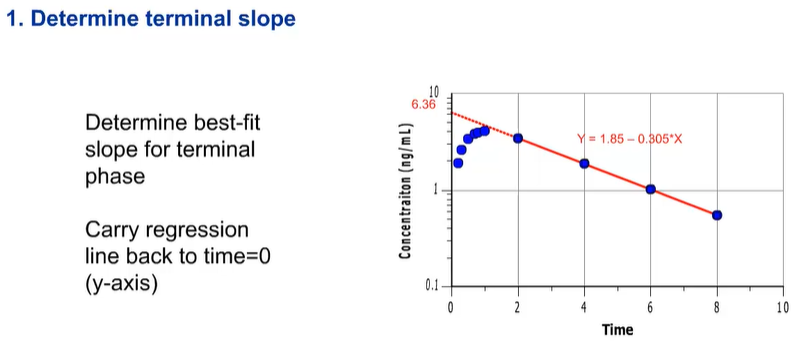 1. Determine terminal slope
Determine best-fit
slope for terminal
phase
Carry regression
line back to time=0
(y-axis)
10
6.36
Y = 1.85 – 0.305*X
Concentraiton (ng/mL)
1
0.1
0 2 4 6 8 10
Time